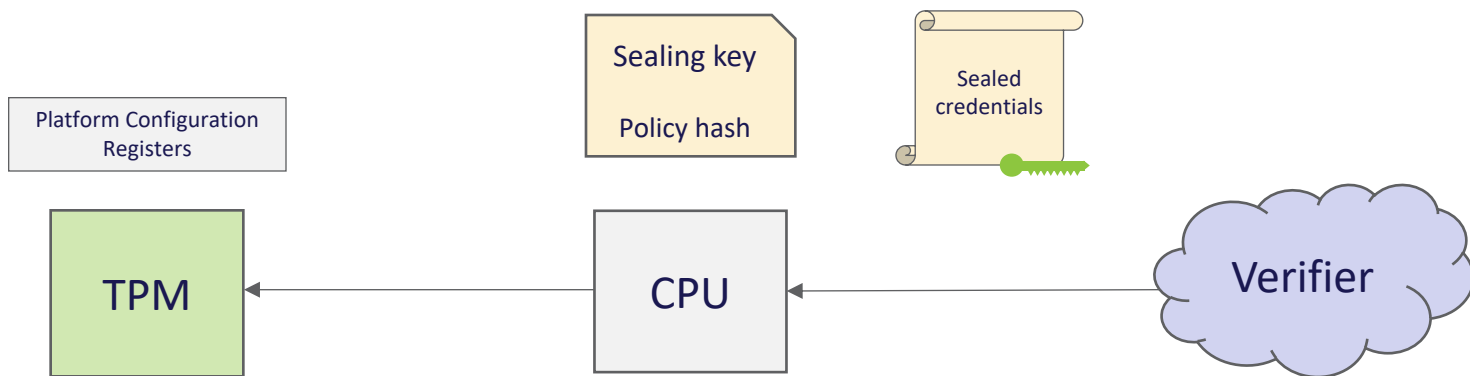 Sealing key
Policy hash
Sealed
credentials
Platform Configuration
Registers
TPM
CPU
Verifier